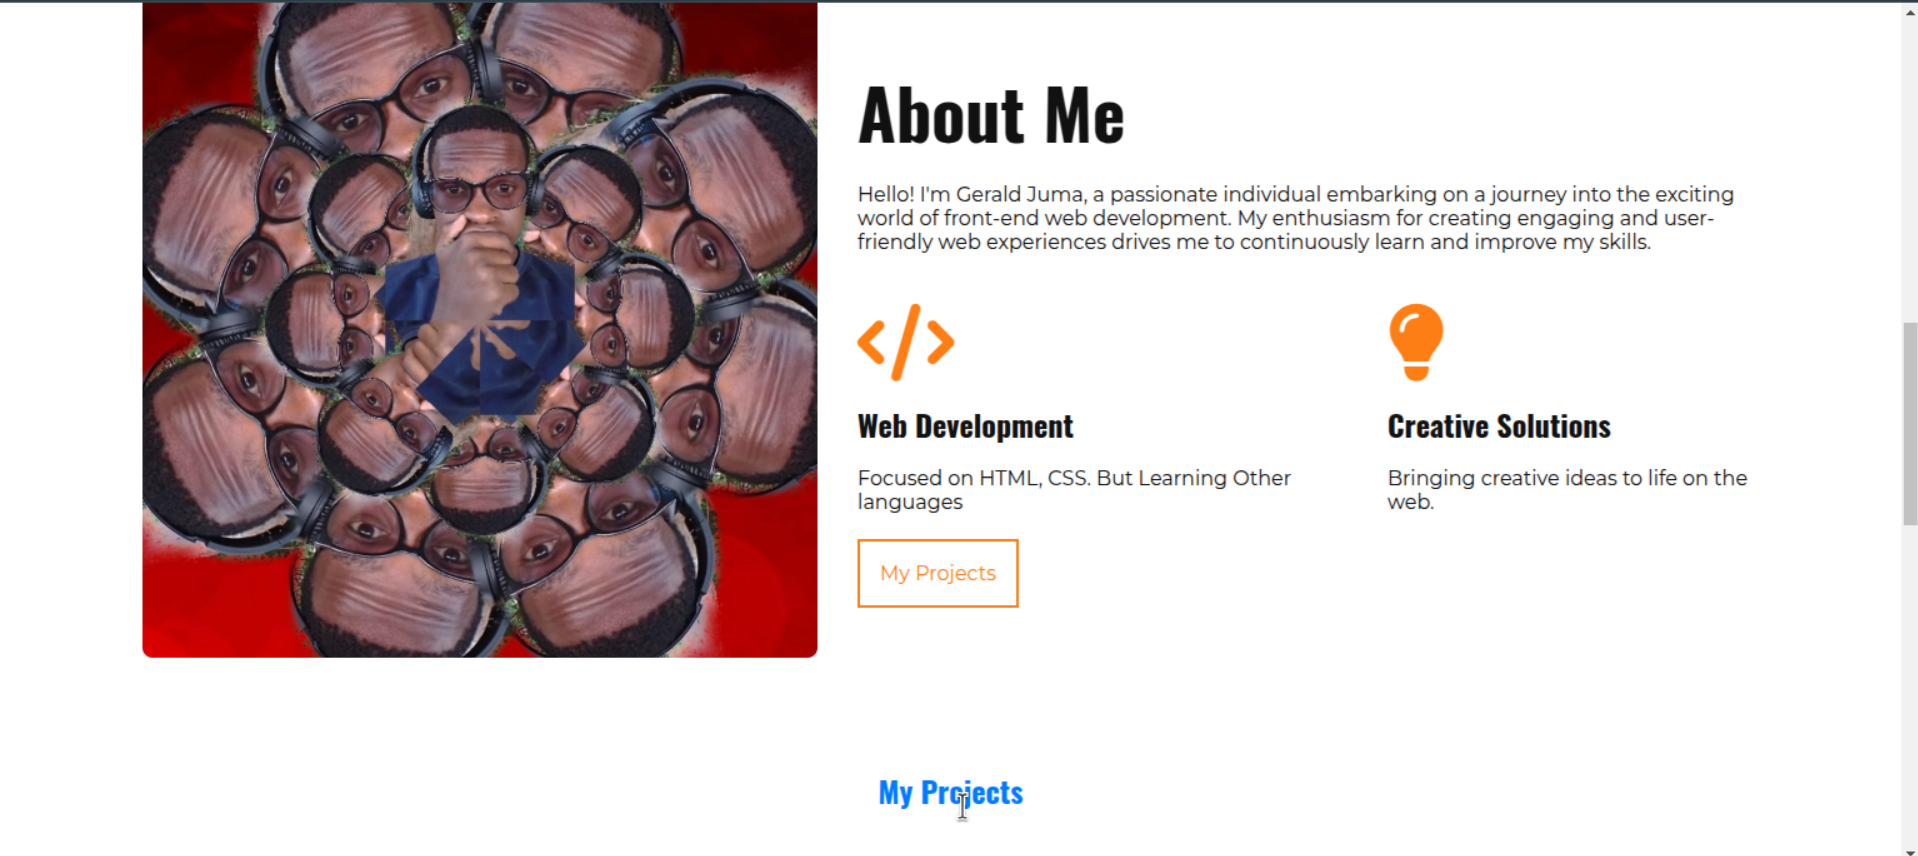 About Me
Hello! I'm Gerald Juma, a passionate individual embarking on a journey into the exciting
world of front-end web development. My enthusiasm for creating engaging and user-
friendly web experiences drives me to continuously learn and improve my skills.
Web Development
Focused on HTML, CSS. But Learning Other
languages
Creative Solutions
Bringing creative ideas to life on the
web.
My Projects
My Projects